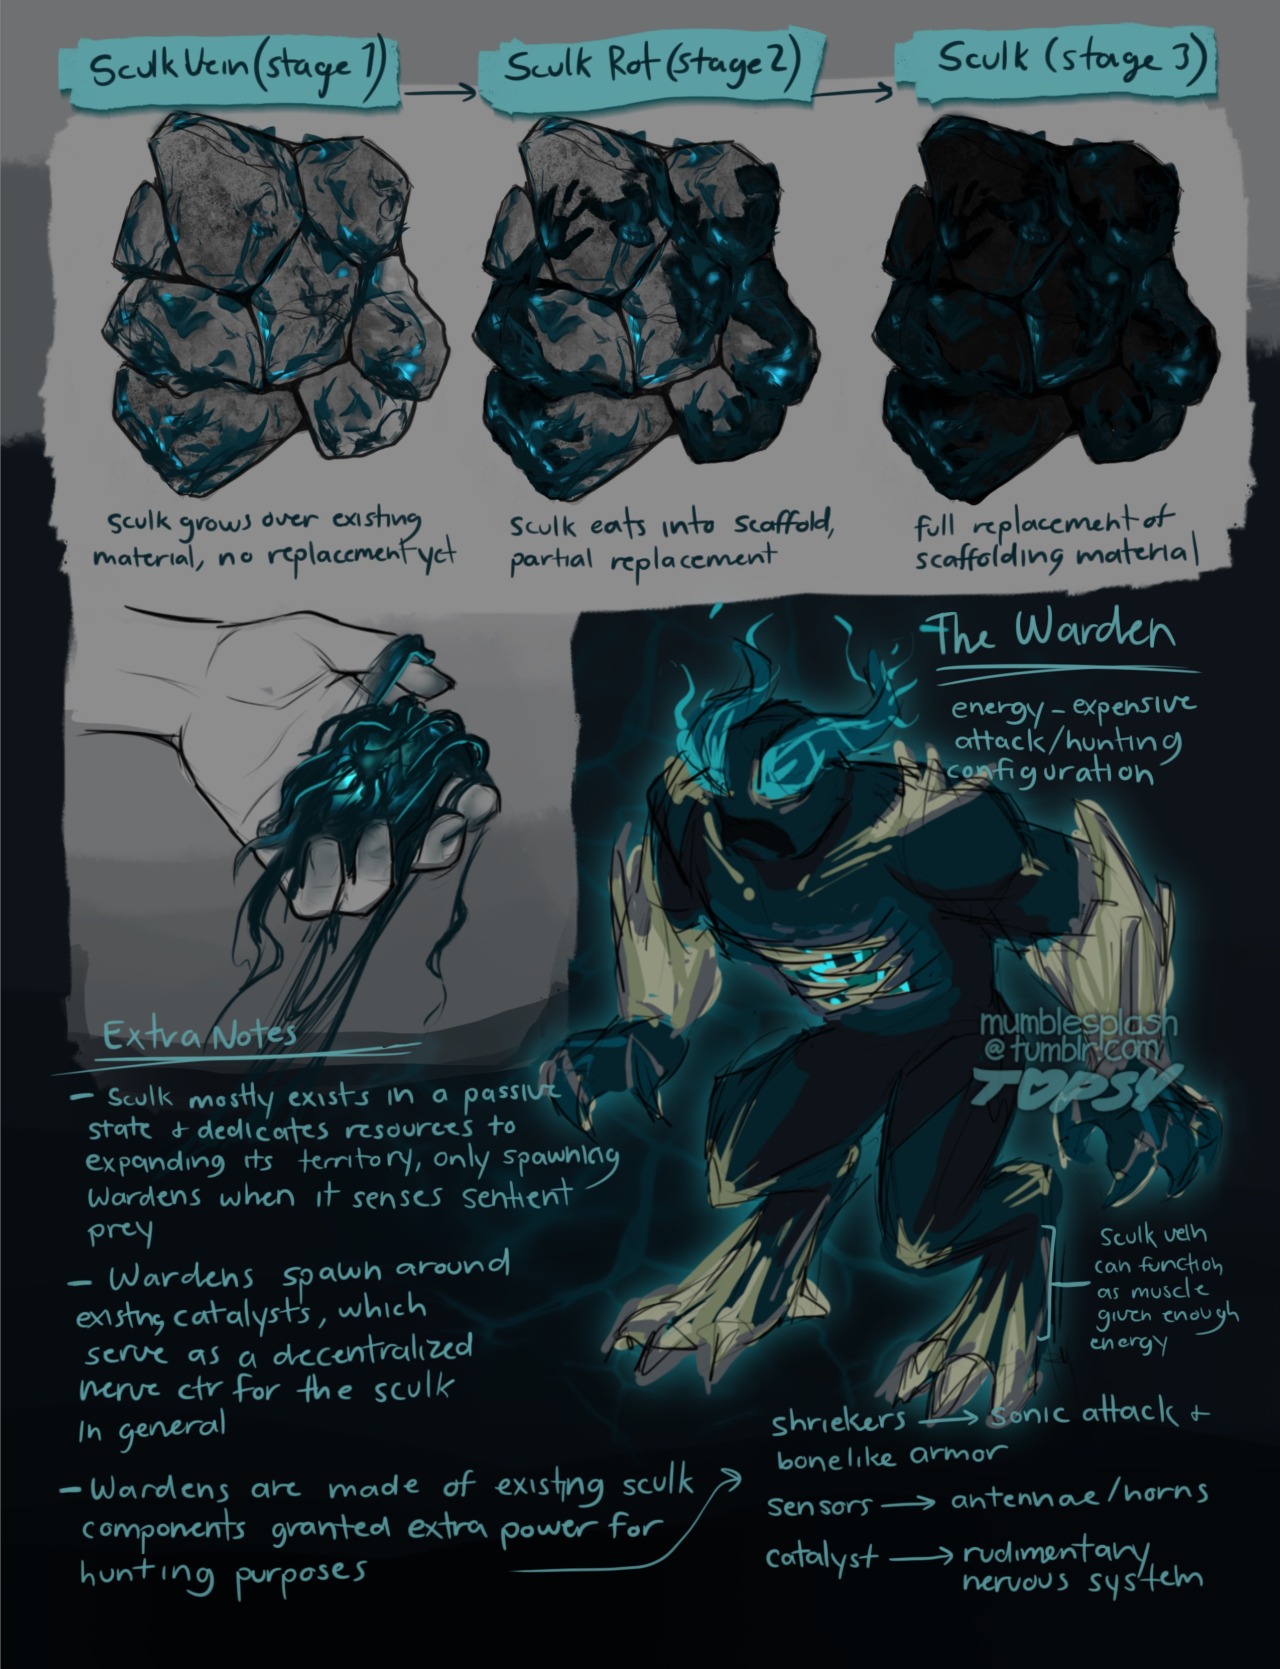 Sculk Vein (stage 1)
Sculk Rot (stage 2)
Sculk (stage 3)
Sculk grows over existing
material, no replacement yet
Sculk eats into scaffold,
partial replacement
full replacement of
scaffolding material
The Warden
energy-expensive
attack/hunting
configuration
mumblesplash
@tumblr.com
TOPSY
Extra Notes
- Sculk mostly exists in a passive
state & dedicates resources to
expanding its territory, only spawning
Wardens when it senses sentient
prey
- Wardens spawn around
existing catalysts, which
serve as a decentralized
nerve ctr for the sculk
in general
- Wardens are made of existing sculk
components granted extra power for
hunting purposes
Sculk vein
can function
as muscle
given enough
energy
shriekers → sonic attack &
bonelike armor
sensors → antennae/horns
catalyst → rudimentary
nervous system